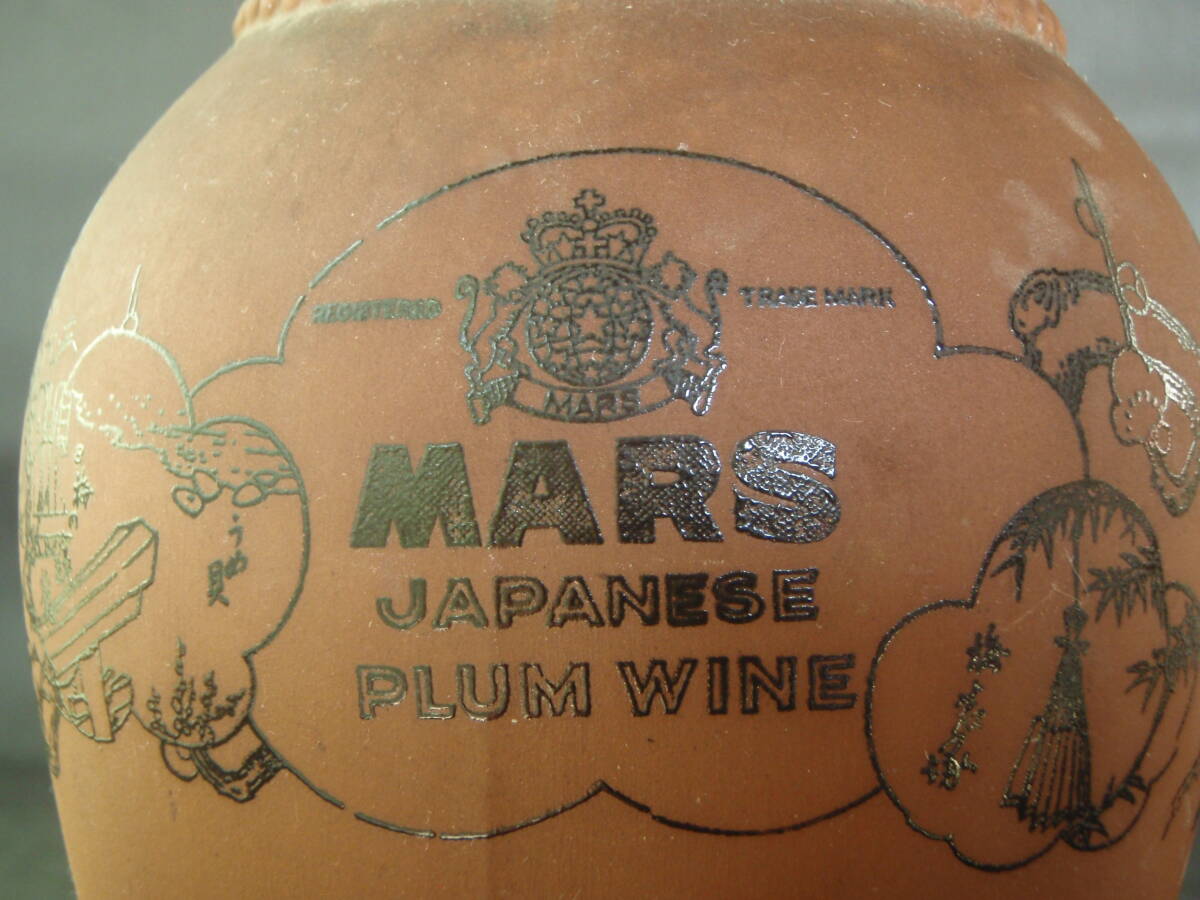 REGISTERED TRADE MARK
MARS
MARS
JAPANESE
PLUM WINE